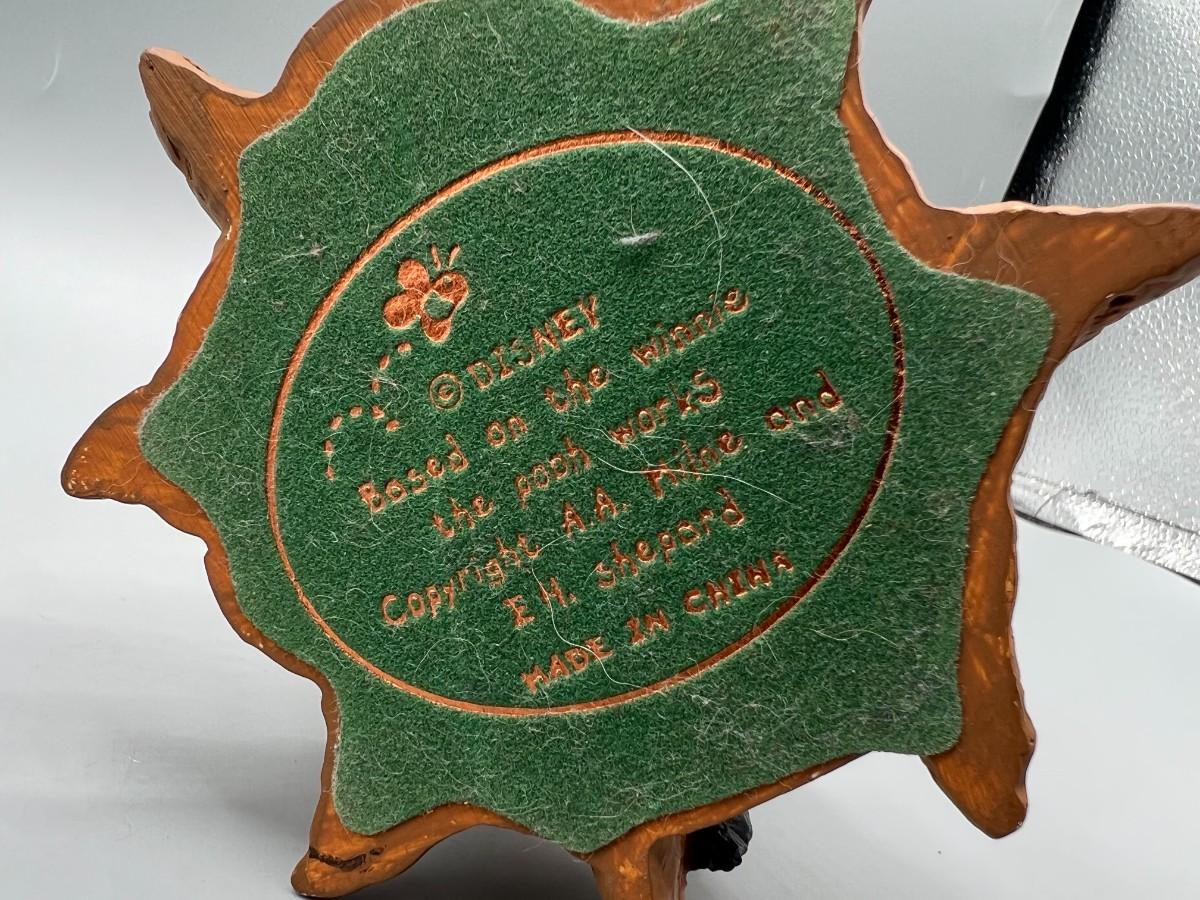 ©DISNEY
Based on the winnie
the pooh works
Copyright A.A. Milne and
E.H. Shepard
MADE IN CHINA